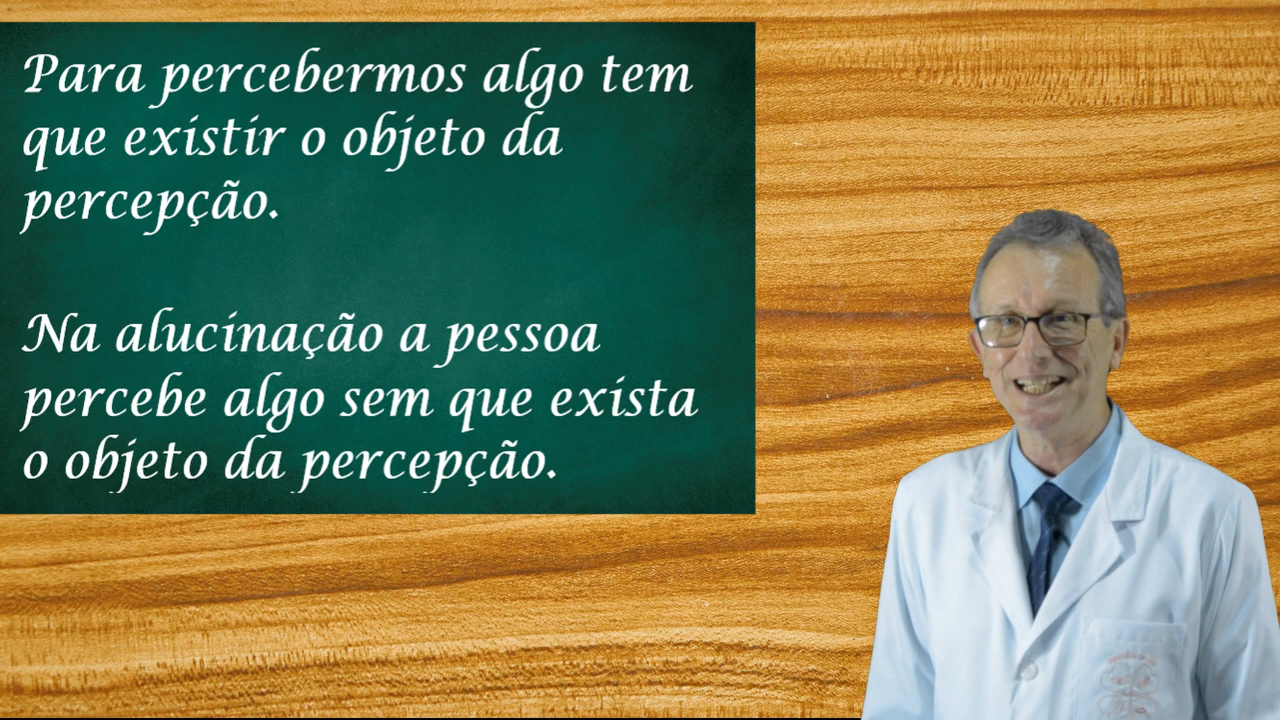 Para percebermos algo tem
que existir o objeto da
percepção.
Na alucinação a pessoa
percebe algo sem que exista
o objeto da percepção.